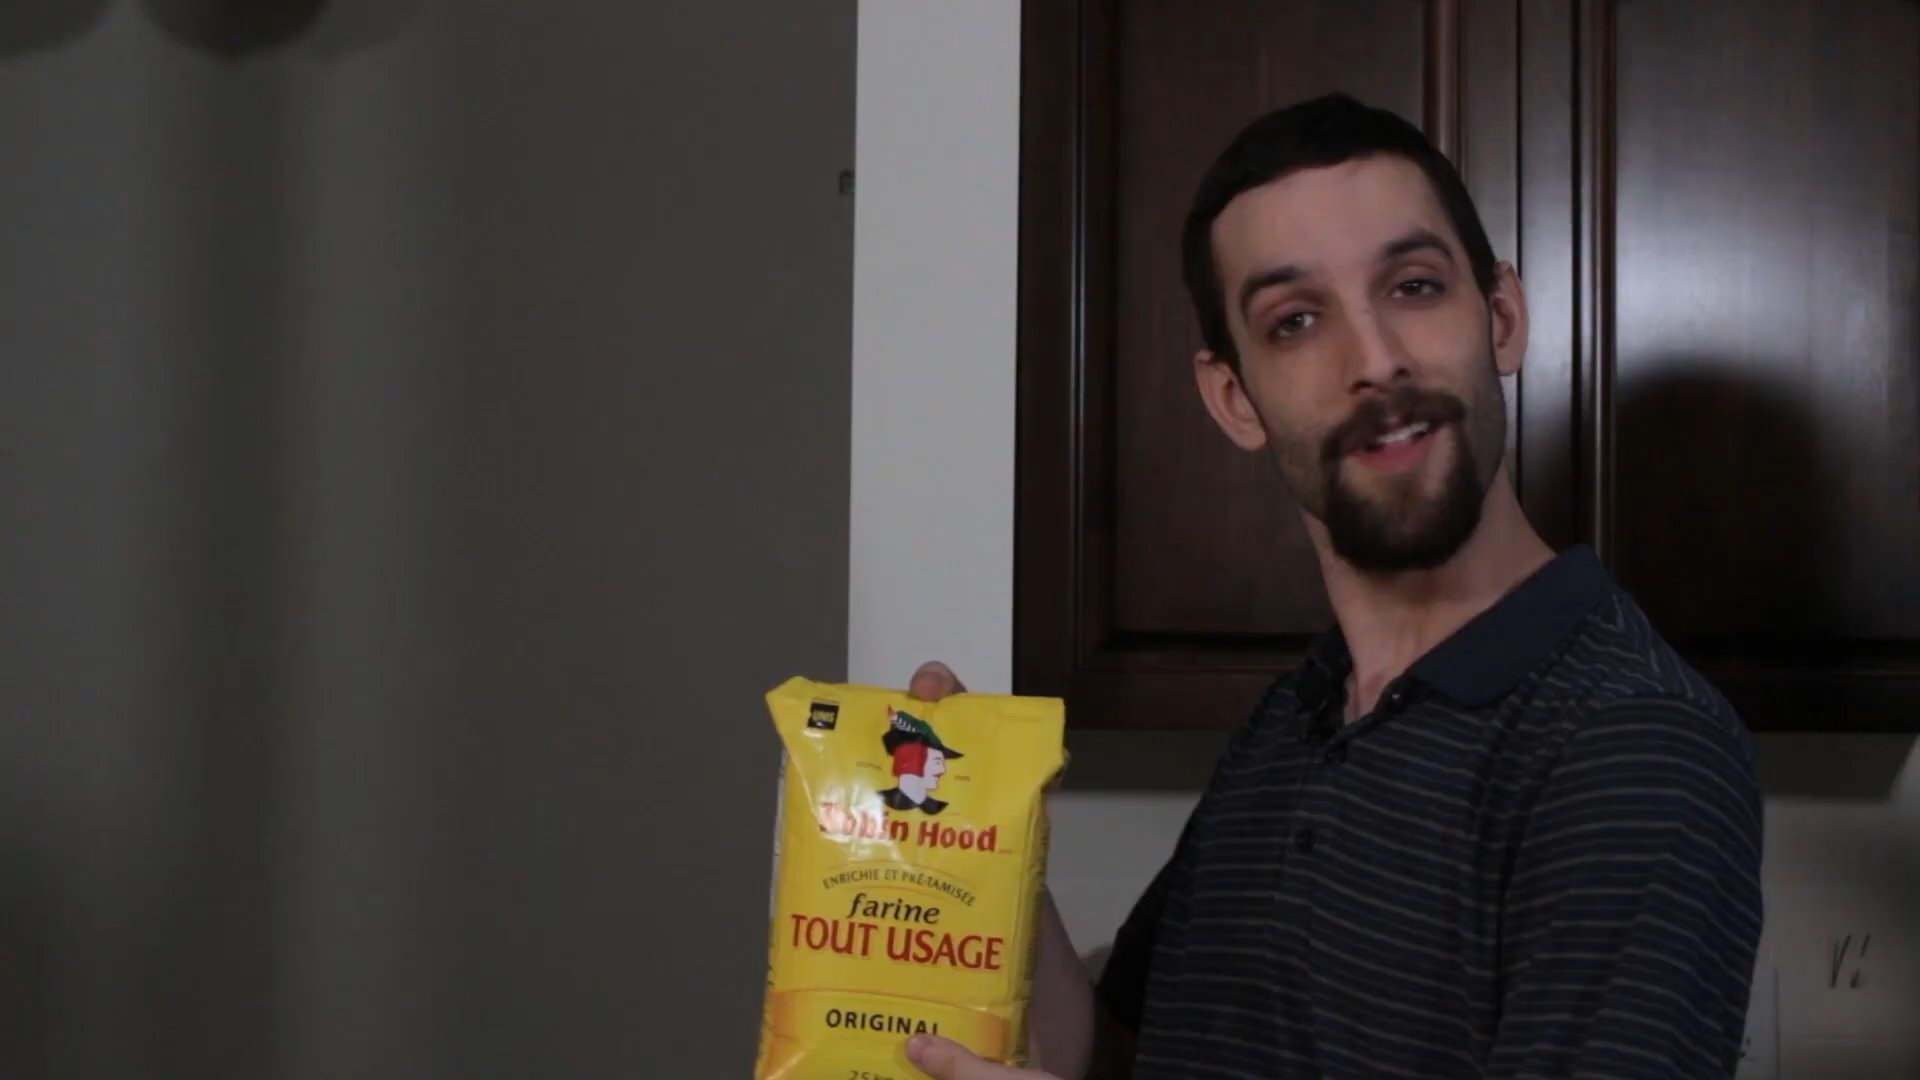 Robin Hood
ENRICHIE ET PRÉ-TAMISÉE
farine
TOUT USAGE
ORIGINAL